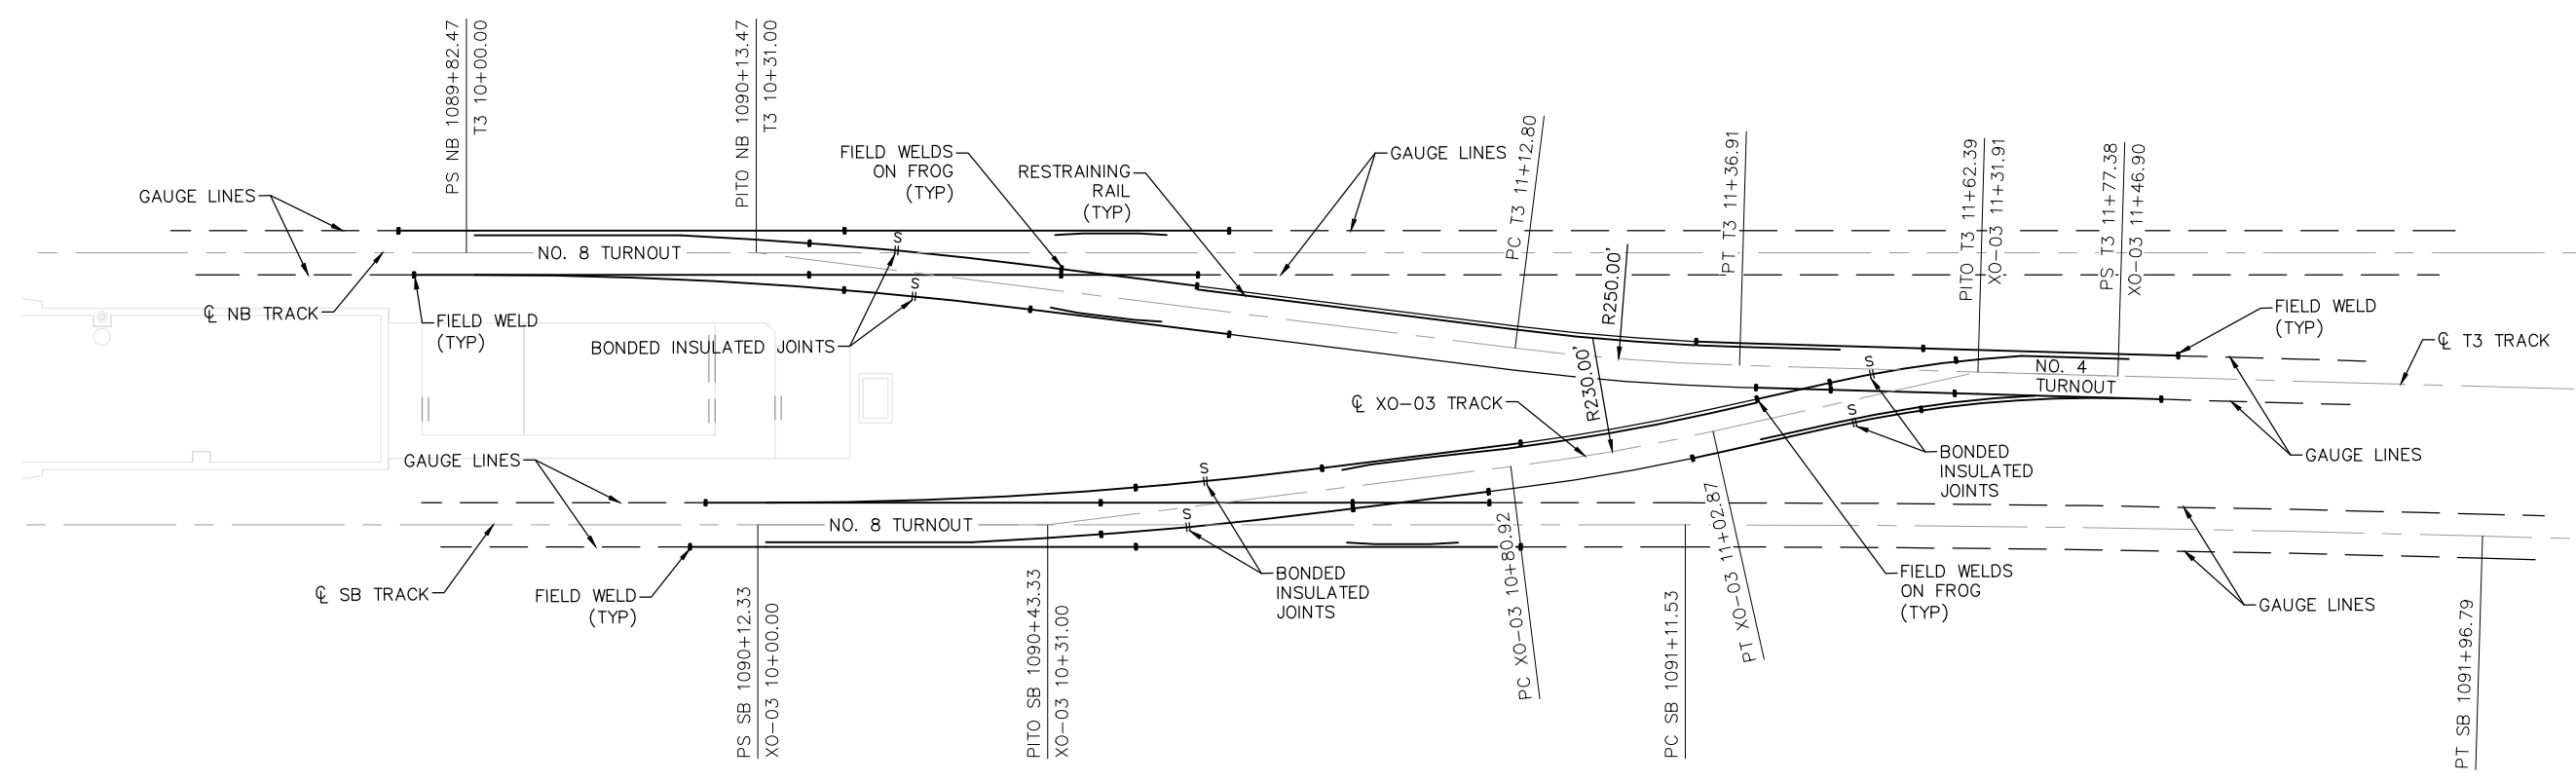 PS NB 1089+82.47
T3 10+00.00
PITO NB 1090+13.47
T3 10+31.00
PC T3 11+12.80
PT T3 11+36.91
PITO T3 11+62.39
XO-03 11+31.91
PS T3 11+77.38
XO-03 11+46.90
GAUGE LINES
FIELD WELDS
ON FROG
(TYP)
RESTRAINING
RAIL
(TYP)
GAUGE LINES
S
NO. 8 TURNOUT
R250.00'
S
℄ NB TRACK
FIELD WELD
(TYP)
BONDED INSULATED JOINTS
FIELD WELD
(TYP)
℄ T3 TRACK
S
NO. 4
TURNOUT
R230.00'
℄ XO-03 TRACK
S
GAUGE LINES
BONDED
INSULATED
JOINTS
GAUGE LINES
S
NO. 8 TURNOUT
S
℄ SB TRACK
FIELD WELD
(TYP)
BONDED
INSULATED
JOINTS
FIELD WELDS
ON FROG
(TYP)
GAUGE LINES
PS SB 1090+12.33
XO-03 10+00.00
PITO SB 1090+43.33
XO-03 10+31.00
PC XO-03 10+80.92
PC SB 1091+11.53
PT XO-03 11+02.87
PT SB 1091+96.79